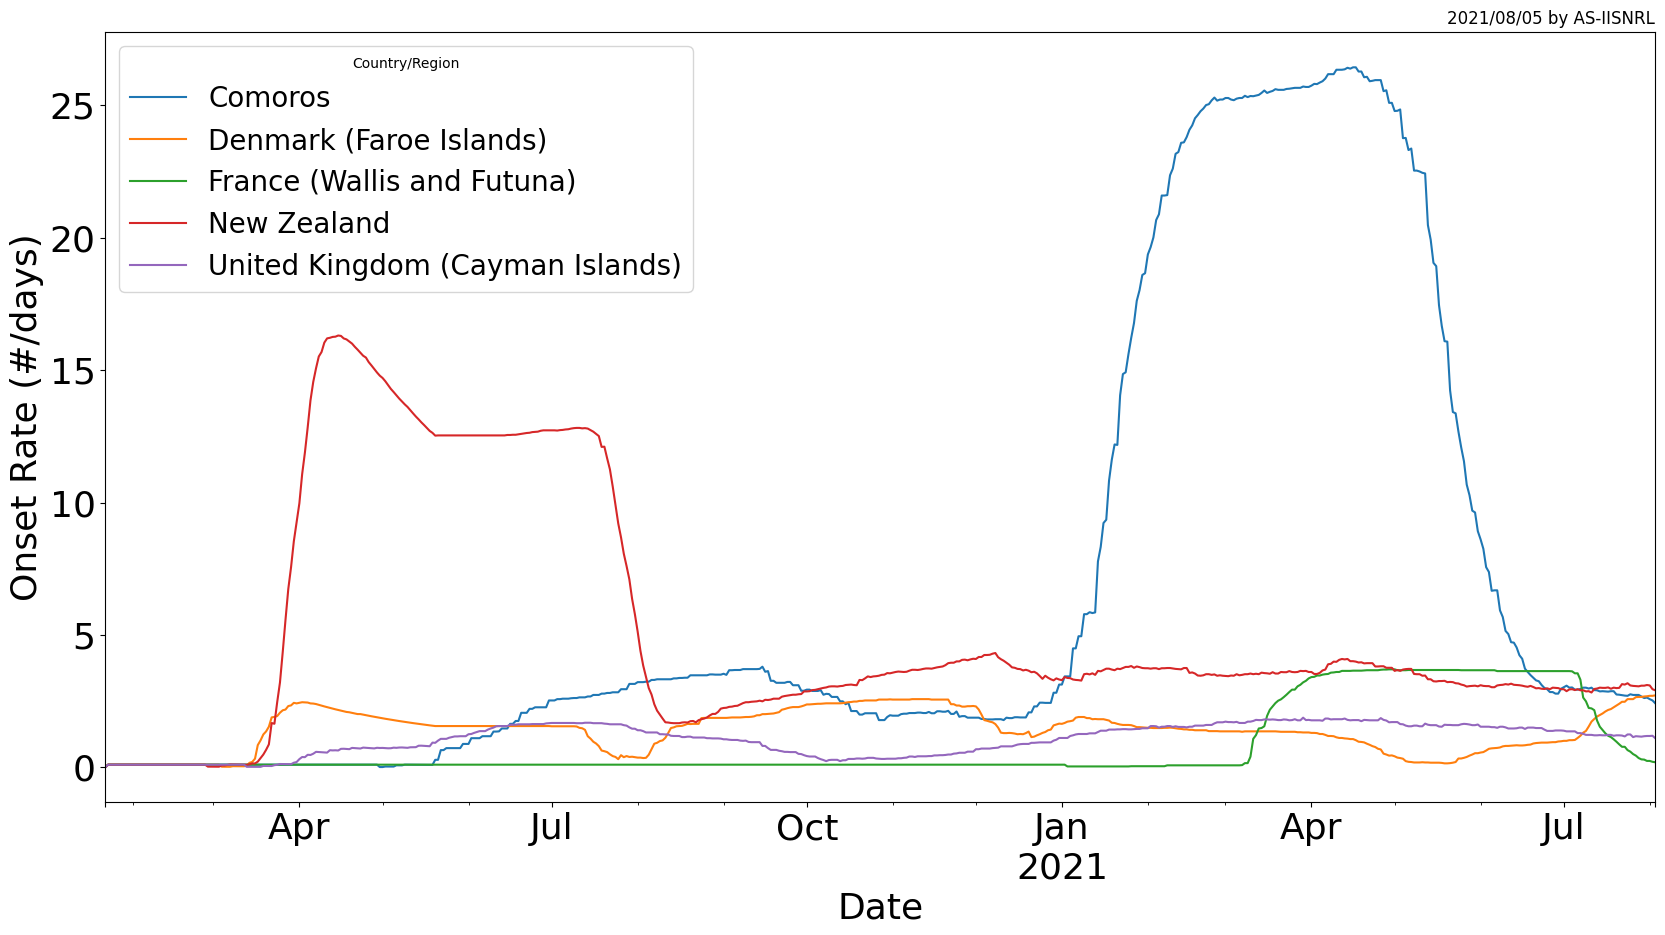 2021/08/05 by AS-IISNRL
Country/Region
Comoros
Denmark (Faroe Islands)
France (Wallis and Futuna)
New Zealand
United Kingdom (Cayman Islands)
Onset Rate (#/days)
25
20
15
10
5
0
Apr
Jul
Oct
Jan
2021
Apr
Jul
Date